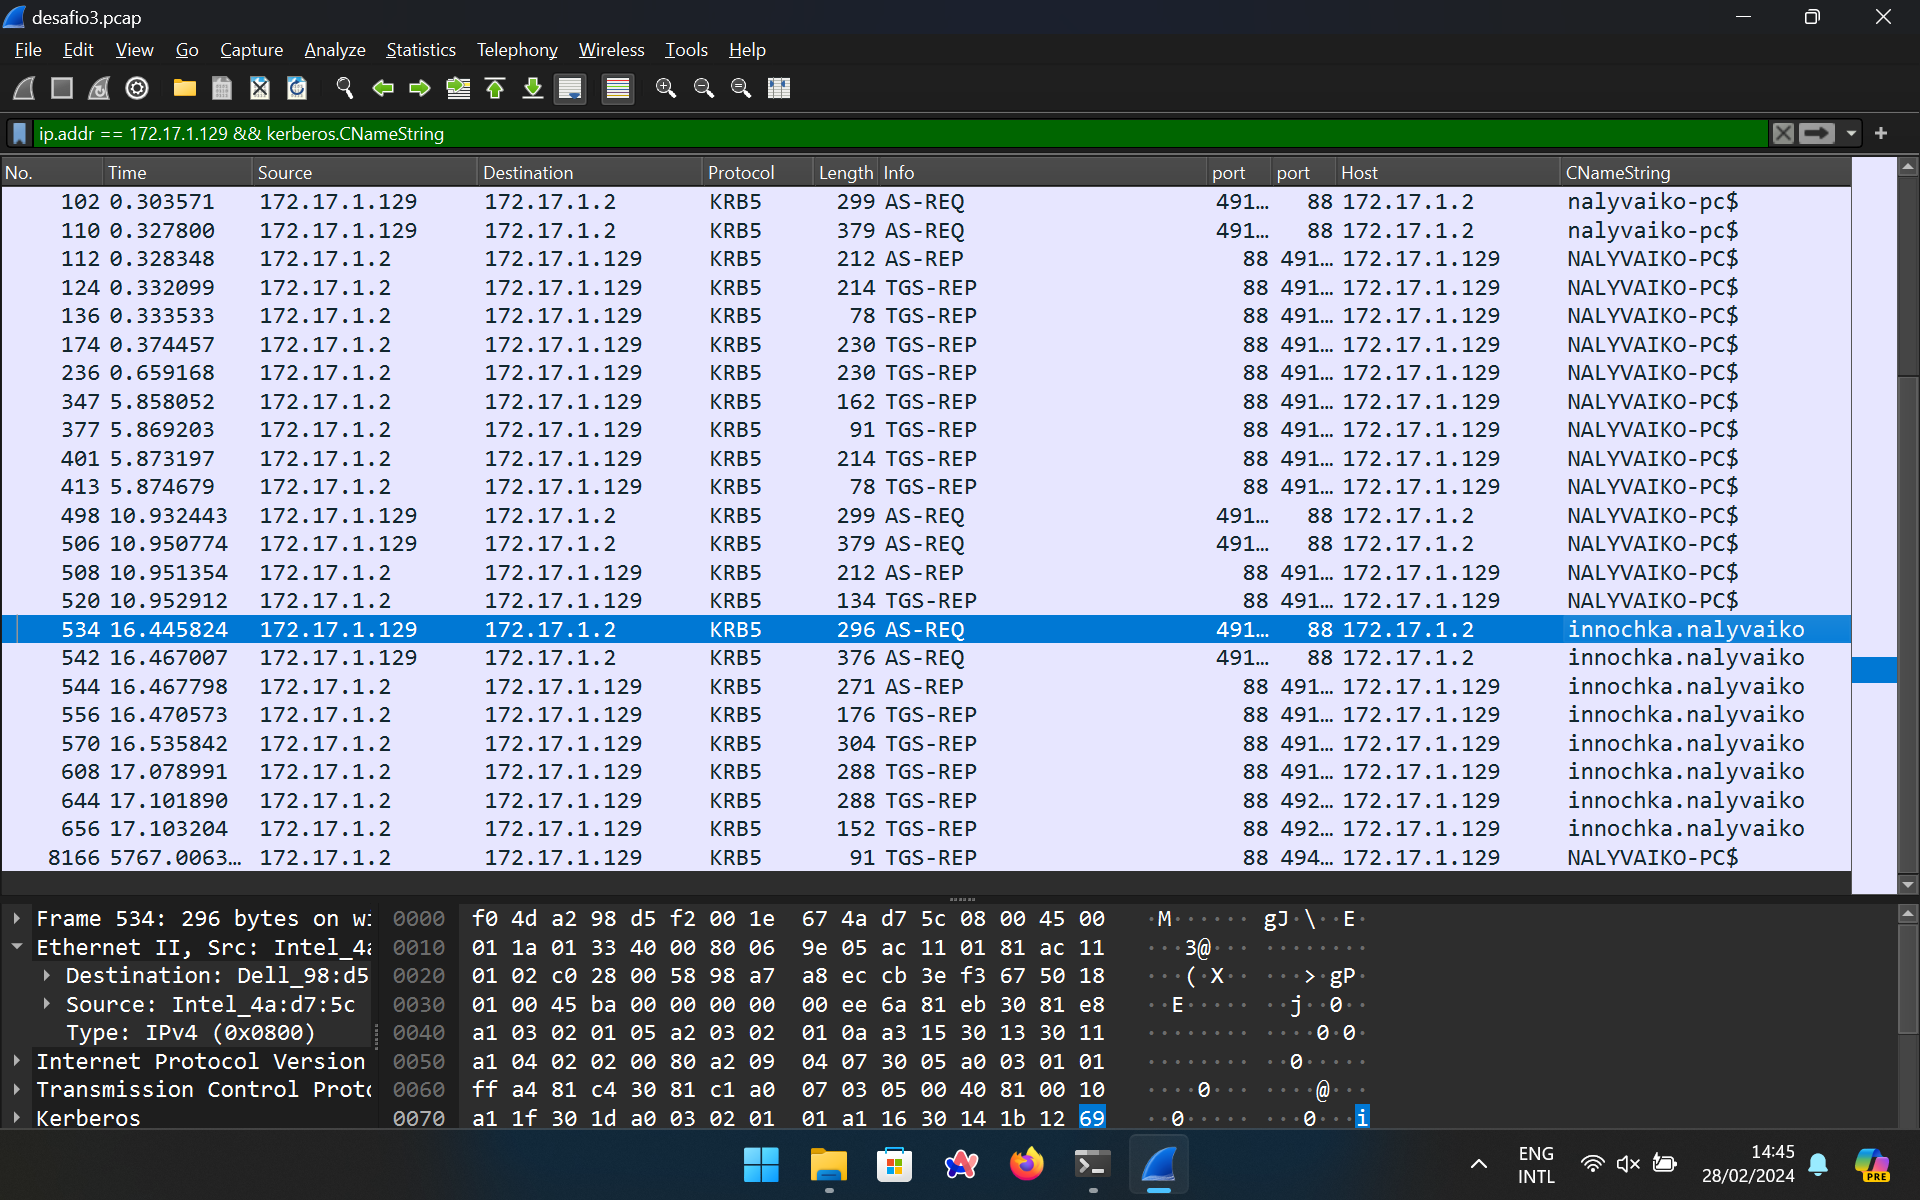 desafio3.pcap
File Edit View Go Capture Analyze Statistics Telephony Wireless Tools Help
ip.addr == 172.17.1.129 && kerberos.CNameString
No. Time Source Destination Protocol Length Info port port Host CNameString
102 0.303571 172.17.1.129 172.17.1.2 KRB5 299 AS-REQ 491… 88 172.17.1.2 nalyvaiko-pc$
110 0.327800 172.17.1.129 172.17.1.2 KRB5 379 AS-REQ 491… 88 172.17.1.2 nalyvaiko-pc$
112 0.328348 172.17.1.2 172.17.1.129 KRB5 212 AS-REP 88 491… 172.17.1.129 NALYVAIKO-PC$
124 0.332099 172.17.1.2 172.17.1.129 KRB5 214 TGS-REP 88 491… 172.17.1.129 NALYVAIKO-PC$
136 0.333533 172.17.1.2 172.17.1.129 KRB5 78 TGS-REP 88 491… 172.17.1.129 NALYVAIKO-PC$
174 0.374457 172.17.1.2 172.17.1.129 KRB5 230 TGS-REP 88 491… 172.17.1.129 NALYVAIKO-PC$
236 0.659168 172.17.1.2 172.17.1.129 KRB5 230 TGS-REP 88 491… 172.17.1.129 NALYVAIKO-PC$
347 5.858052 172.17.1.2 172.17.1.129 KRB5 162 TGS-REP 88 491… 172.17.1.129 NALYVAIKO-PC$
377 5.869203 172.17.1.2 172.17.1.129 KRB5 91 TGS-REP 88 491… 172.17.1.129 NALYVAIKO-PC$
401 5.873197 172.17.1.2 172.17.1.129 KRB5 214 TGS-REP 88 491… 172.17.1.129 NALYVAIKO-PC$
413 5.874679 172.17.1.2 172.17.1.129 KRB5 78 TGS-REP 88 491… 172.17.1.129 NALYVAIKO-PC$
498 10.932443 172.17.1.129 172.17.1.2 KRB5 299 AS-REQ 491… 88 172.17.1.2 NALYVAIKO-PC$
506 10.950774 172.17.1.129 172.17.1.2 KRB5 379 AS-REQ 491… 88 172.17.1.2 NALYVAIKO-PC$
508 10.951354 172.17.1.2 172.17.1.129 KRB5 212 AS-REP 88 491… 172.17.1.129 NALYVAIKO-PC$
520 10.952912 172.17.1.2 172.17.1.129 KRB5 134 TGS-REP 88 491… 172.17.1.129 NALYVAIKO-PC$
534 16.445824 172.17.1.129 172.17.1.2 KRB5 296 AS-REQ 491… 88 172.17.1.2 innochka.nalyvaiko
542 16.467007 172.17.1.129 172.17.1.2 KRB5 376 AS-REQ 491… 88 172.17.1.2 innochka.nalyvaiko
544 16.467798 172.17.1.2 172.17.1.129 KRB5 271 AS-REP 88 491… 172.17.1.129 innochka.nalyvaiko
556 16.470573 172.17.1.2 172.17.1.129 KRB5 176 TGS-REP 88 491… 172.17.1.129 innochka.nalyvaiko
570 16.535842 172.17.1.2 172.17.1.129 KRB5 304 TGS-REP 88 491… 172.17.1.129 innochka.nalyvaiko
608 17.078991 172.17.1.2 172.17.1.129 KRB5 288 TGS-REP 88 491… 172.17.1.129 innochka.nalyvaiko
644 17.101890 172.17.1.2 172.17.1.129 KRB5 288 TGS-REP 88 492… 172.17.1.129 innochka.nalyvaiko
656 17.103204 172.17.1.2 172.17.1.129 KRB5 152 TGS-REP 88 492… 172.17.1.129 innochka.nalyvaiko
8166 5767.0063… 172.17.1.2 172.17.1.129 KRB5 91 TGS-REP 88 494… 172.17.1.129 NALYVAIKO-PC$
Frame 534: 296 bytes on wi 0000 f0 4d a2 98 d5 f2 00 1e 67 4a d7 5c 08 00 45 00 ·M······ gJ·\··E·
Ethernet II, Src: Intel_4a 0010 01 1a 01 33 40 00 80 06 9e 05 ac 11 01 81 ac 11 ···3@··· ········
Destination: Dell_98:d5 0020 01 02 c0 28 00 58 98 a7 a8 ec cb 3e f3 67 50 18 ···(·X·· ···>·gP·
Source: Intel_4a:d7:5c 0030 01 00 45 ba 00 00 00 00 00 ee 6a 81 eb 30 81 e8 ··E····· ··j··0··
Type: IPv4 (0x0800) 0040 a1 03 02 01 05 a2 03 02 01 0a a3 15 30 13 30 11 ········ ····0·0·
Internet Protocol Version 0050 a1 04 02 02 00 80 a2 09 04 07 30 05 a0 03 01 01 ········ ··0·····
Transmission Control Proto 0060 ff a4 81 c4 30 81 c1 a0 07 03 05 00 40 81 00 10 ····0··· ····@···
Kerberos 0070 a1 1f 30 1d a0 03 02 01 01 a1 16 30 14 1b 12 69 ··0····· ···0···i
ENG
INTL
14:45
28/02/2024
PRE